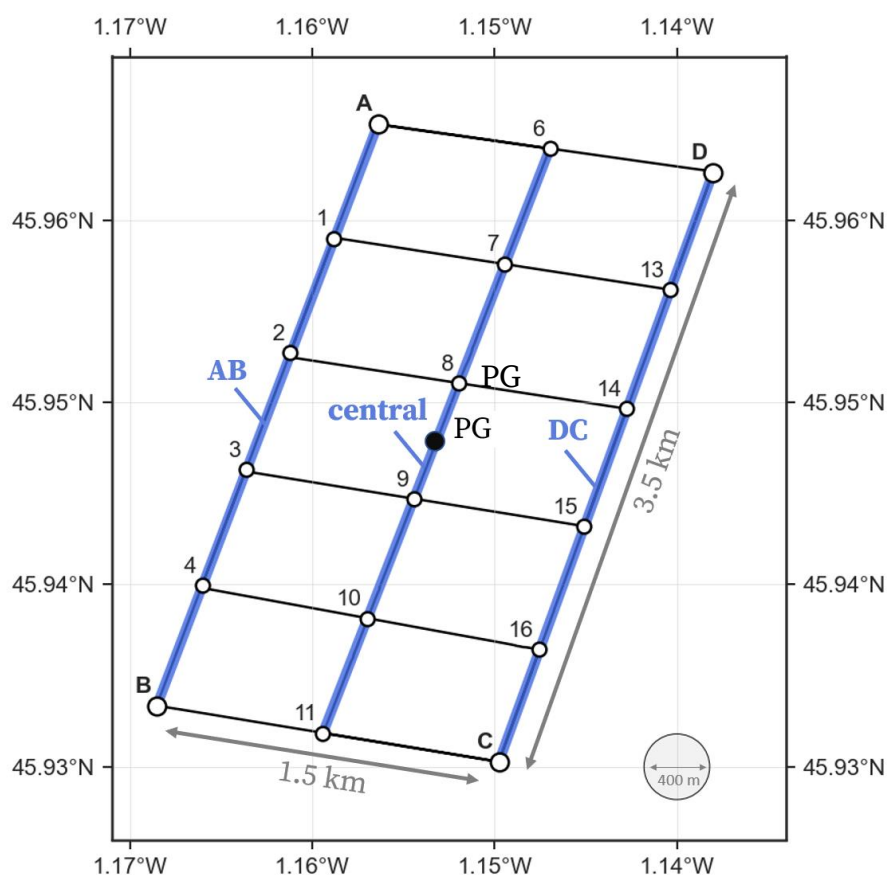 1.17°W 1.16°W 1.15°W 1.14°W
A
6
D
45.96°N 45.96°N
1
7
13
2
8 PG
14
AB
45.95°N 45.95°N
central
PG
DC
3
9
15
3.5 km
4
10
45.94°N 45.94°N
16
B
11
C
45.93°N 45.93°N
1.5 km
400 m
1.17°W 1.16°W 1.15°W 1.14°W